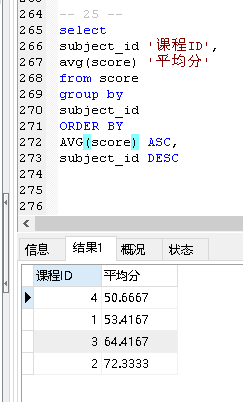 264 -- 25 --
265 select
266 subject_id '课程ID',
267 avg(score) '平均分'
268 from score
269 group by
270 subject_id
271 ORDER BY
272 AVG(score) ASC,
273 subject_id DESC
274
275
276
信息 结果1 概况 状态
课程ID 平均分
4 50.6667
1 53.4167
3 64.4167
2 72.3333